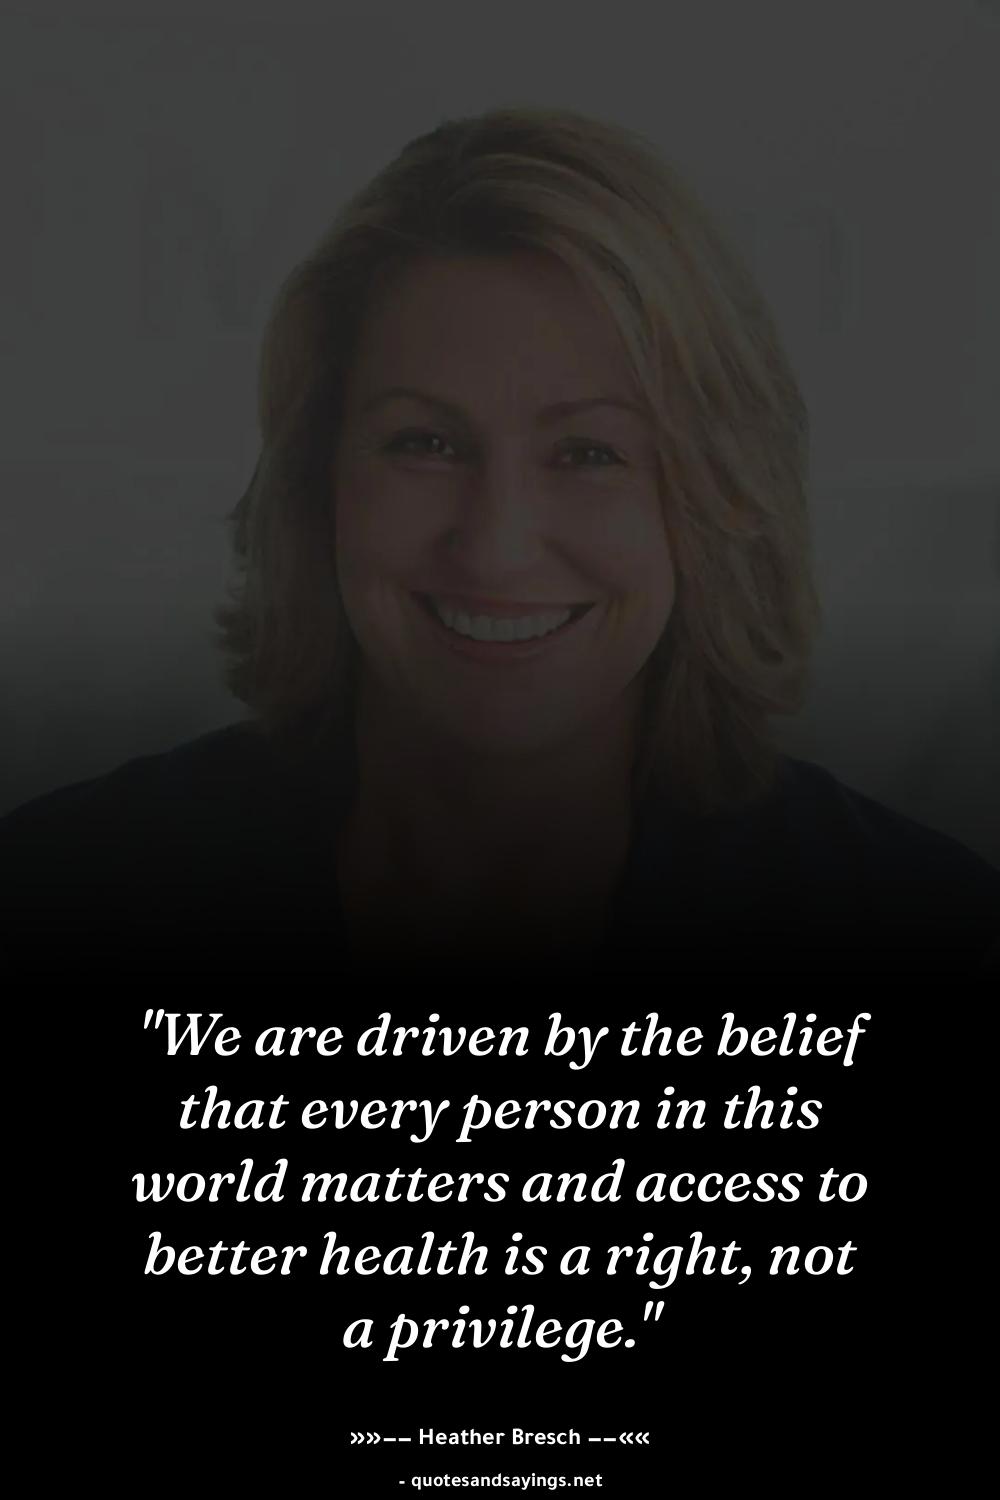 "We are driven by the belief
that every person in this
world matters and access to
better health is a right, not
a privilege."
»»–– Heather Bresch ––««
- quotesandsayings.net